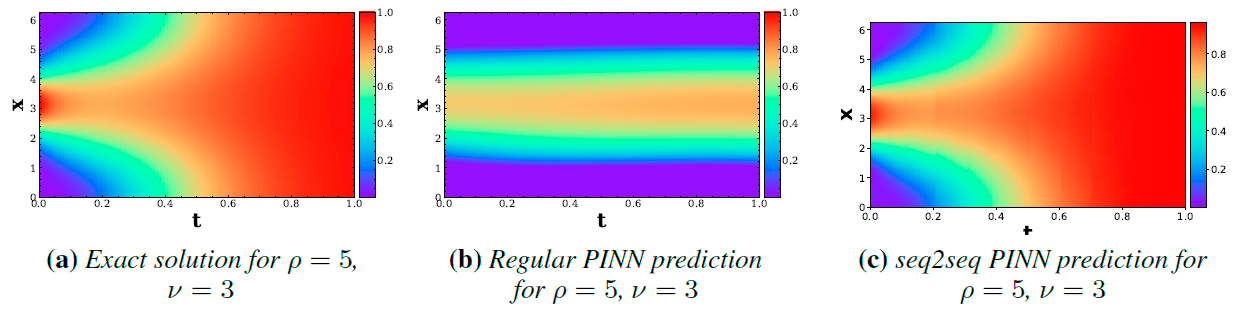 6
5
4
3
2
1
0
x
0.0 0.2 0.4 0.6 0.8 1.0
t
1.0
0.8
0.6
0.4
0.2
(a) Exact solution for ρ = 5,
ν = 3
6
5
4
3
2
1
0
x
0.0 0.2 0.4 0.6 0.8 1.0
t
1.0
0.8
0.6
0.4
0.2
(b) Regular PINN prediction
for ρ = 5, ν = 3
6
5
4
3
2
1
0
x
0.0 0.2 0.4 0.6 0.8 1.0
t
0.8
0.6
0.4
0.2
(c) seq2seq PINN prediction for
ρ = 5, ν = 3